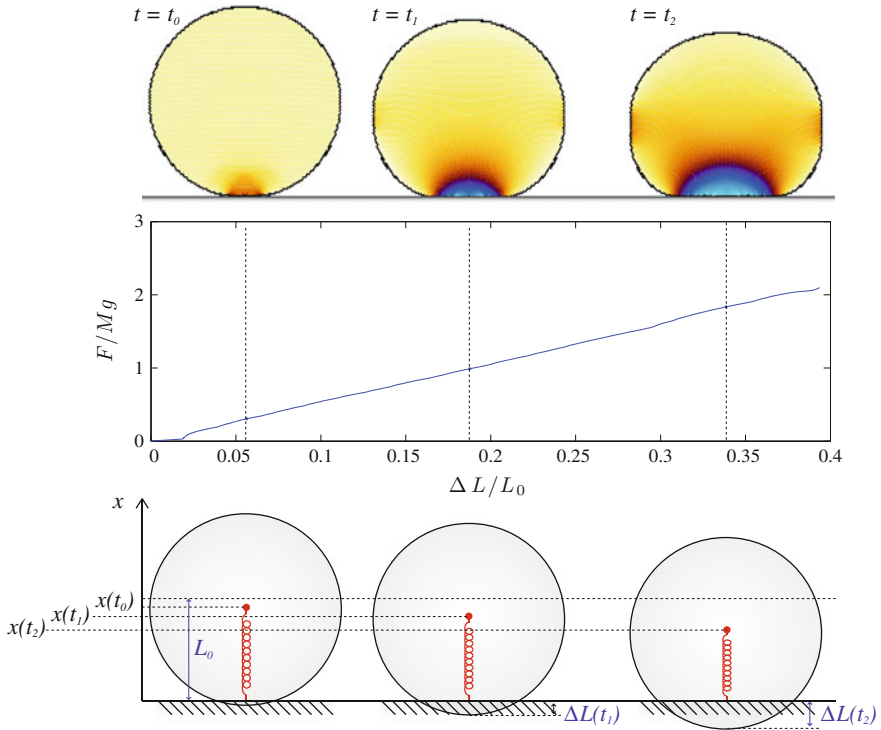 t = t₀ t = t₁ t = t₂
3
2
1
0
F/Mg
0 0.05 0.1 0.15 0.2 0.25 0.3 0.35 0.4
Δ L/L₀
x
x(t₀)
x(t₁)
x(t₂)
L₀
ΔL(t₁)
ΔL(t₂)